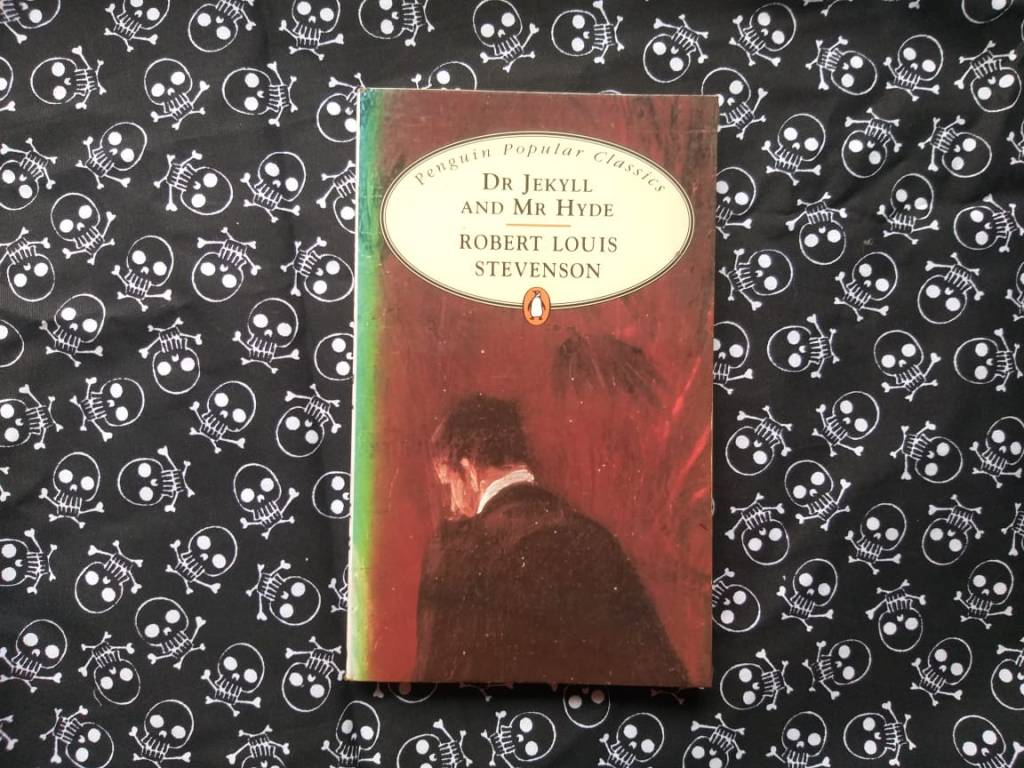 Penguin Popular Classics
DR JEKYLL
AND MR HYDE
ROBERT LOUIS
STEVENSON